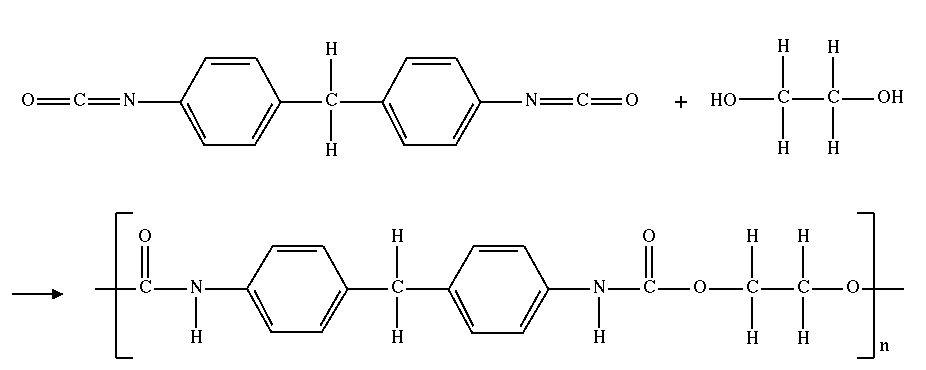 H H H
O C N C N C O + HO C C OH
H H H
O H O H H
C N C N C O C C O
H H H H H n